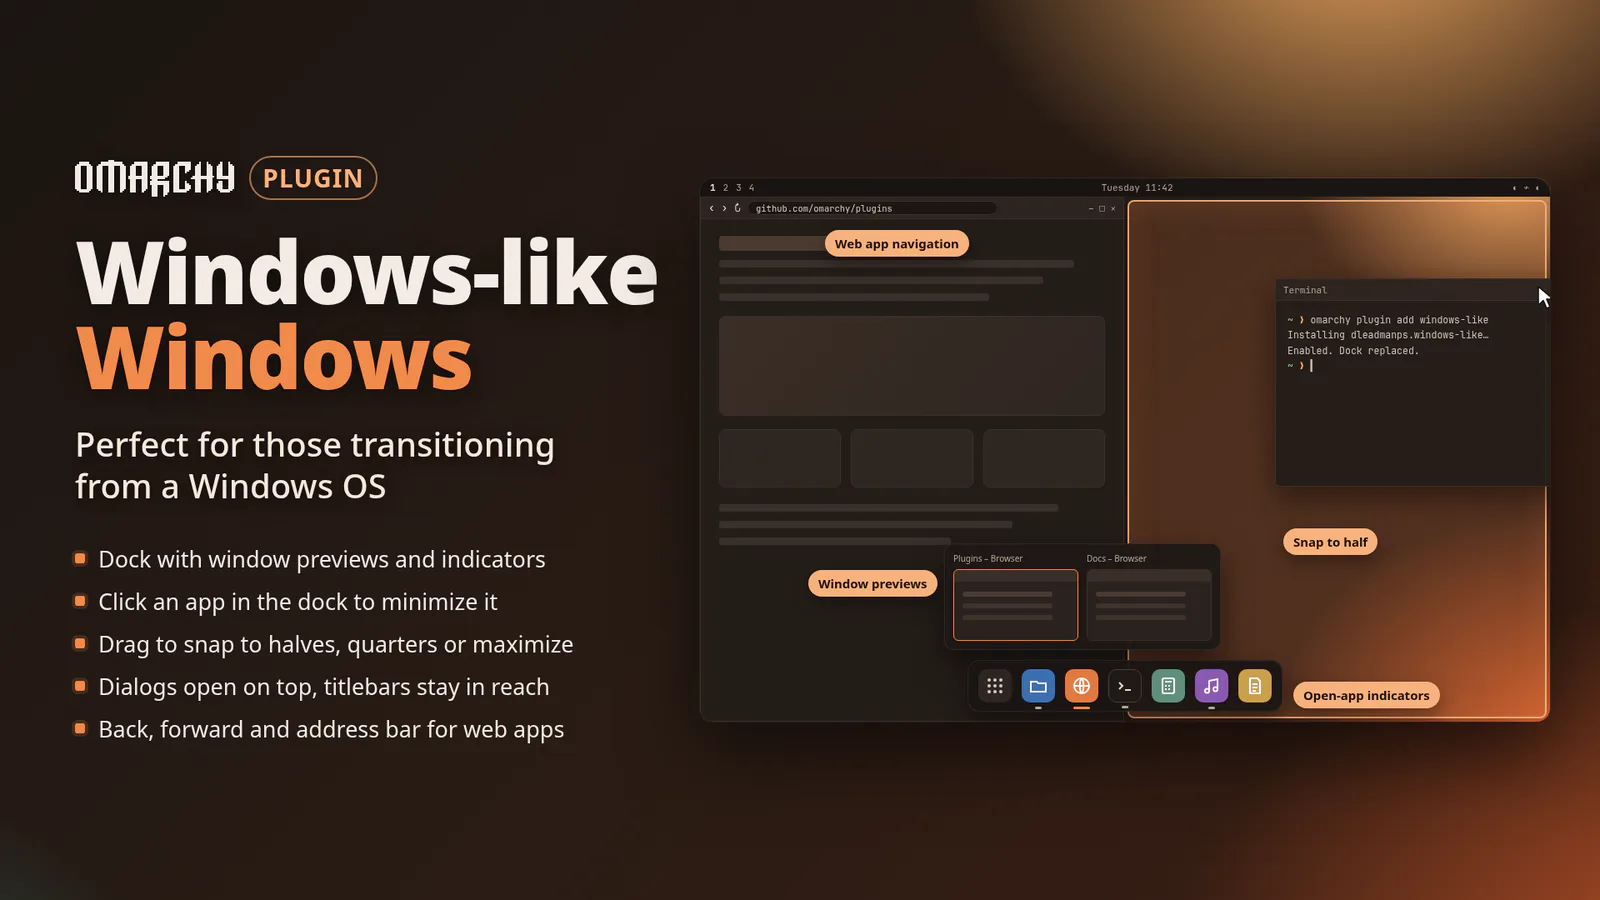 OMARCHY PLUGIN
Windows-like
Windows
Perfect for those transitioning
from a Windows OS
Dock with window previews and indicators
Click an app in the dock to minimize it
Drag to snap to halves, quarters or maximize
Dialogs open on top, titlebars stay in reach
Back, forward and address bar for web apps
1 2 3 4
Tuesday 11:42
github.com/omarchy/plugins
Web app navigation
Terminal
~ ❯ omarchy plugin add windows-like
Installing dleadmanps.windows-like…
Enabled. Dock replaced.
~ ❯
Snap to half
Window previews
Plugins – Browser
Docs – Browser
Open-app indicators